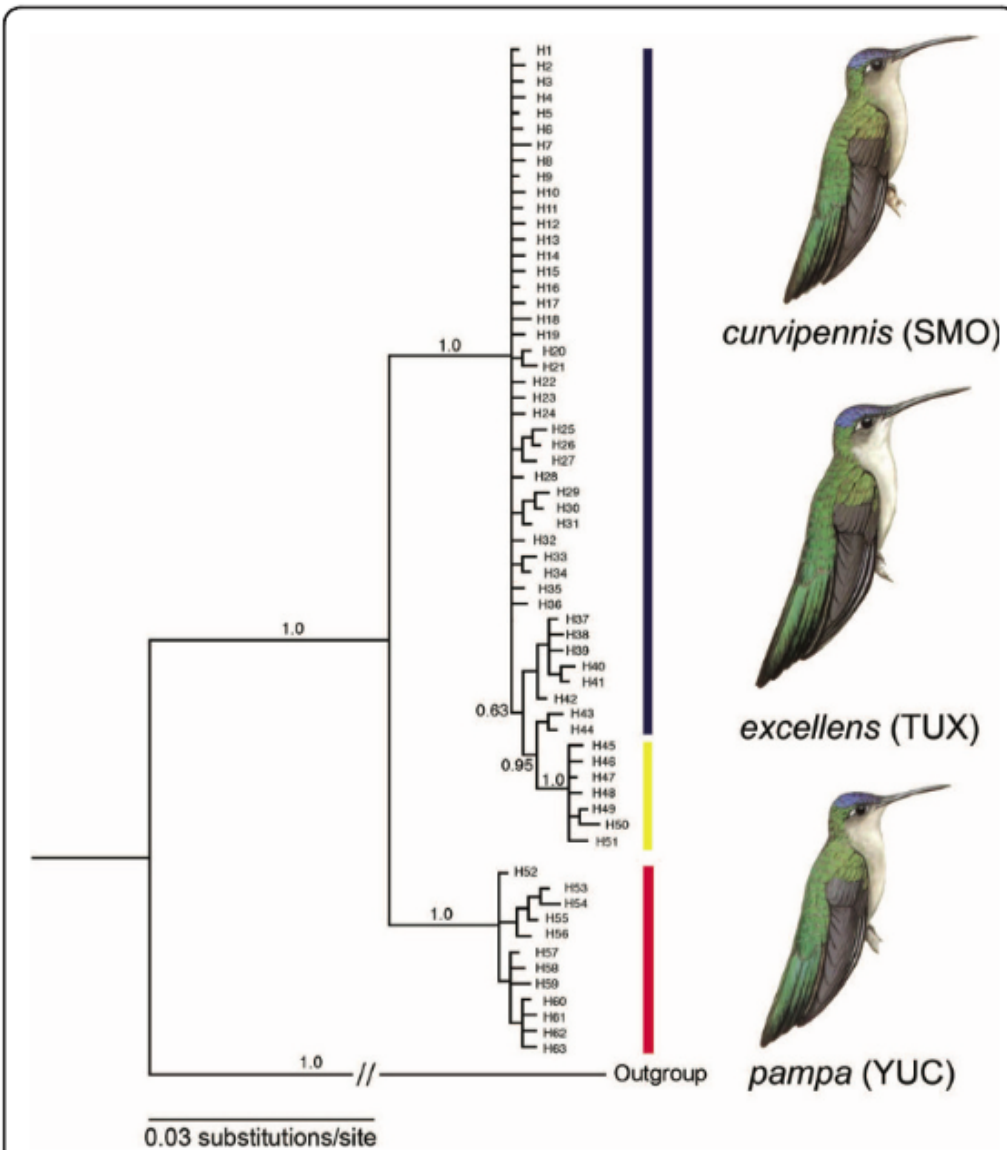 H1
H2
H3
H4
H5
H6
H7
H8
H9
H10
H11
H12
H13
H14
H15
H16
H17
H18
H19
1.0
H20
H21
H22
H23
H24
H25
H26
H27
H28
H29
H30
H31
H32
H33
H34
H35
H36
H37
1.0
H38
H39
H40
H41
H42
0.63
H43
H44
H45
H46
0.95
1.0
H47
H48
H49
H50
H51
H52
H53
H54
1.0
H55
H56
H57
H58
H59
H60
H61
H62
H63
1.0
Outgroup
0.03 substitutions/site
curvipennis (SMO)
excellens (TUX)
pampa (YUC)